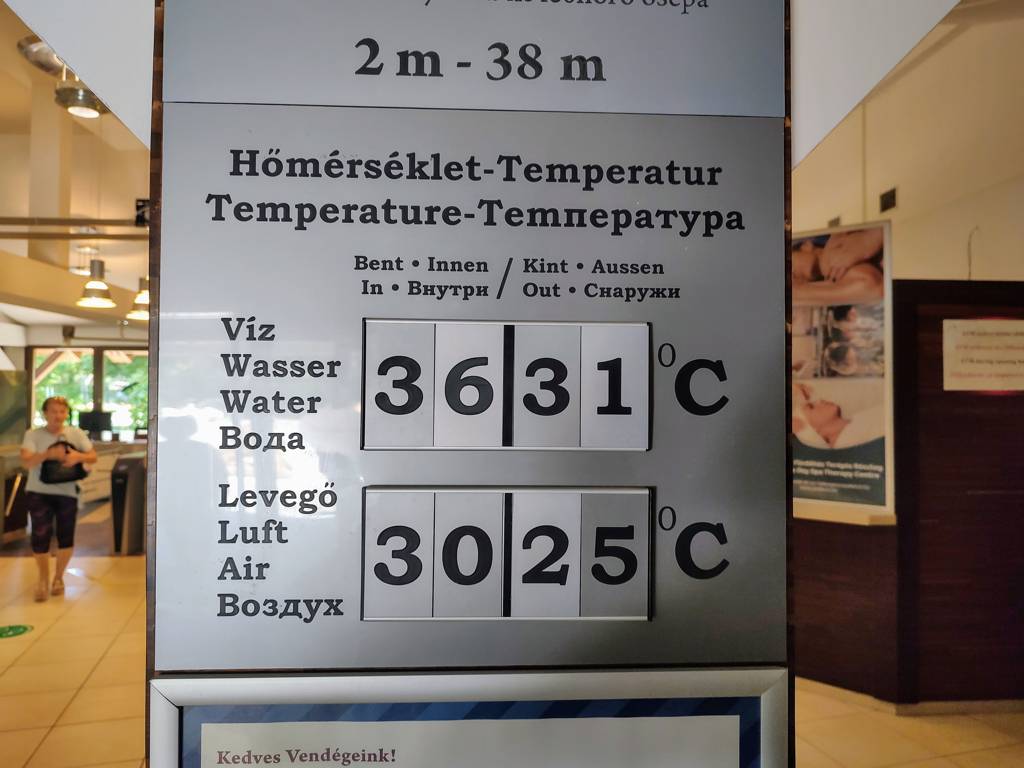 озера
2 m - 38 m
Hőmérséklet-Temperatur
Temperature-Температура
Bent • Innen / Kint • Aussen
In • Внутри / Out • Снаружи
Víz
Wasser
Water
Вода
36 31 °C
Levegő
Luft
Air
Воздух
30 25 °C
Kedves Vendégeink!